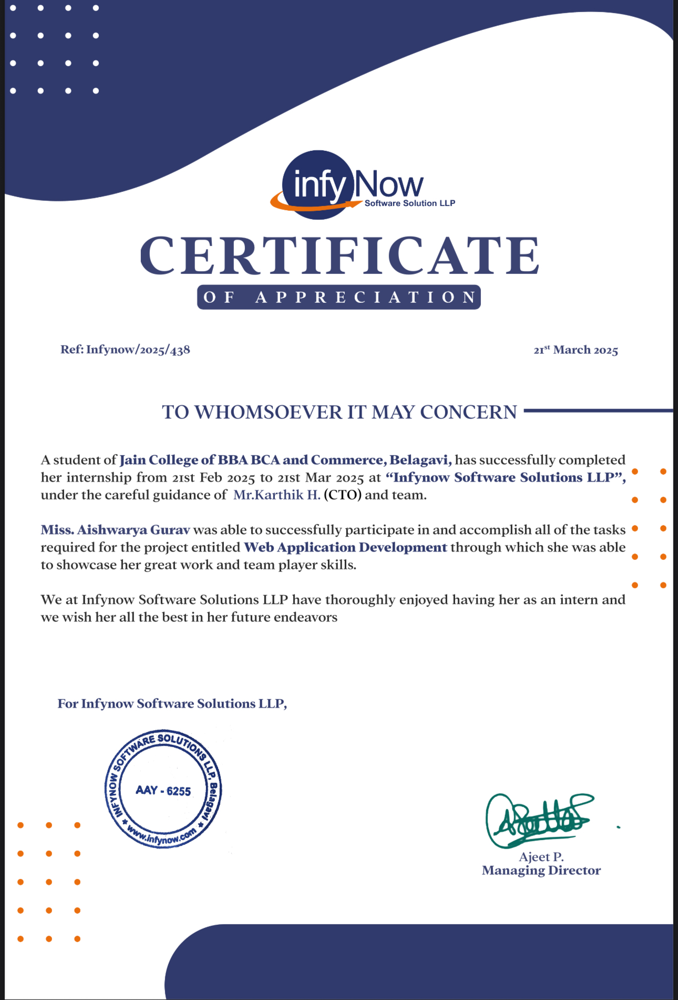 infyNow
Software Solution LLP
CERTIFICATE
OF APPRECIATION
Ref: Infynow/2025/438
21st March 2025
TO WHOMSOEVER IT MAY CONCERN
A student of Jain College of BBA BCA and Commerce, Belagavi, has successfully completed
her internship from 21st Feb 2025 to 21st Mar 2025 at “Infynow Software Solutions LLP”,
under the careful guidance of Mr.Karthik H. (CTO) and team.
Miss. Aishwarya Gurav was able to successfully participate in and accomplish all of the tasks
required for the project entitled Web Application Development through which she was able
to showcase her great work and team player skills.
We at Infynow Software Solutions LLP have thoroughly enjoyed having her as an intern and
we wish her all the best in her future endeavors
For Infynow Software Solutions LLP,
INFYNOW SOFTWARE SOLUTIONS LLP, Belagavi
AAY - 6255
★ www.infynow.com ★
Ajeet P.
Managing Director